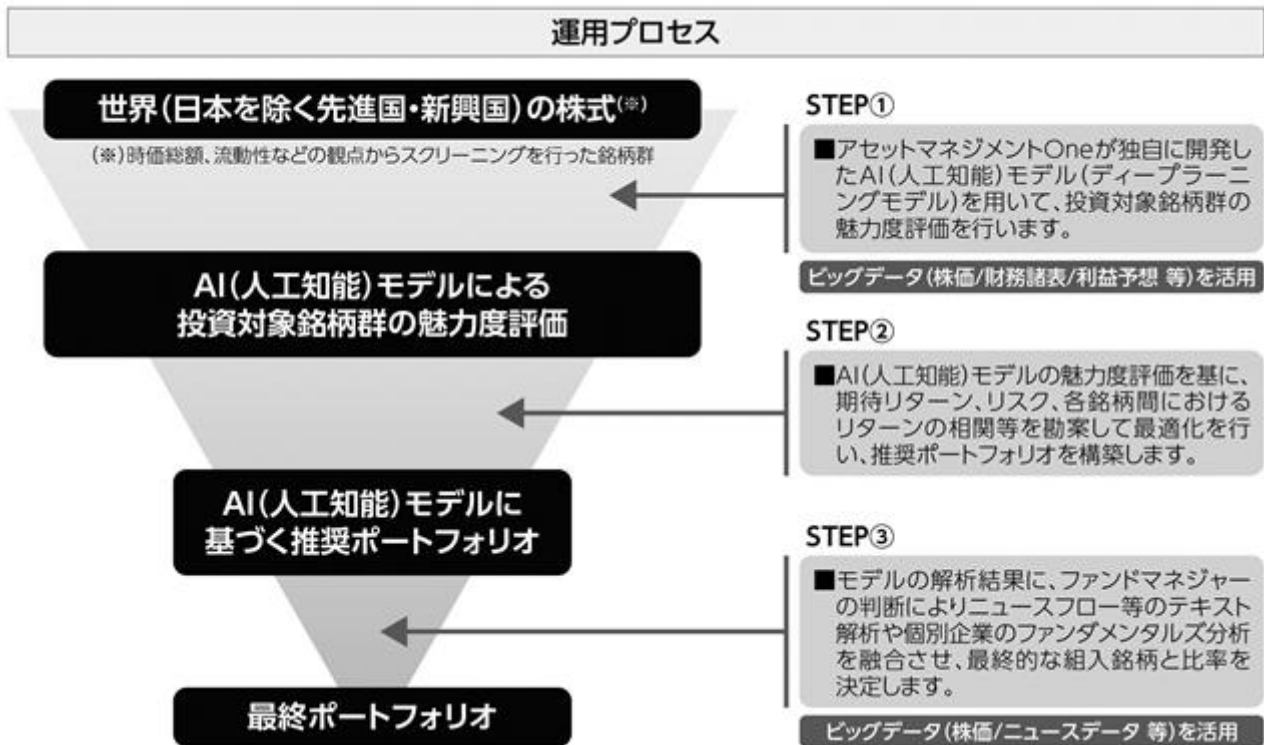 運用プロセス
世界(日本を除く先進国・新興国)の株式(※)
(※)時価総額、流動性などの観点からスクリーニングを行った銘柄群
STEP①
■アセットマネジメントOneが独自に開発し
たAI(人工知能)モデル(ディープラーニ
ングモデル)を用いて、投資対象銘柄群の
魅力度評価を行います。
ビッグデータ(株価/財務諸表/利益予想 等)を活用
AI(人工知能)モデルによる
投資対象銘柄群の魅力度評価
STEP②
■AI(人工知能)モデルの魅力度評価を基に、
期待リターン、リスク、各銘柄間における
リターンの相関等を勘案して最適化を行
い、推奨ポートフォリオを構築します。
AI(人工知能)モデルに
基づく推奨ポートフォリオ
STEP③
■モデルの解析結果に、ファンドマネジャー
の判断によりニュースフロー等のテキスト
解析や個別企業のファンダメンタルズ分析
を融合させ、最終的な組入銘柄と比率を
決定します。
ビッグデータ(株価/ニュースデータ 等)を活用
最終ポートフォリオ